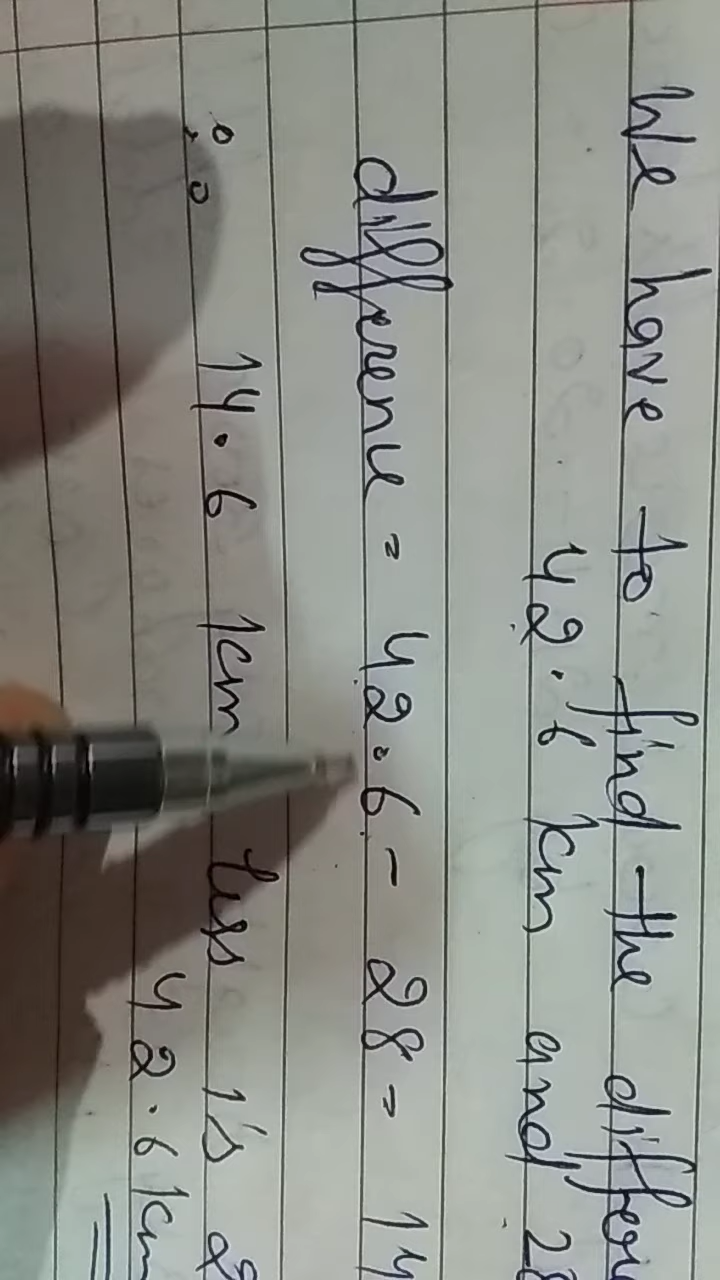 We have to find the differ
42.6 km and 28
difference = 42.6 - 28 = 14
∴ 14.6 km less is 2
42.6 km